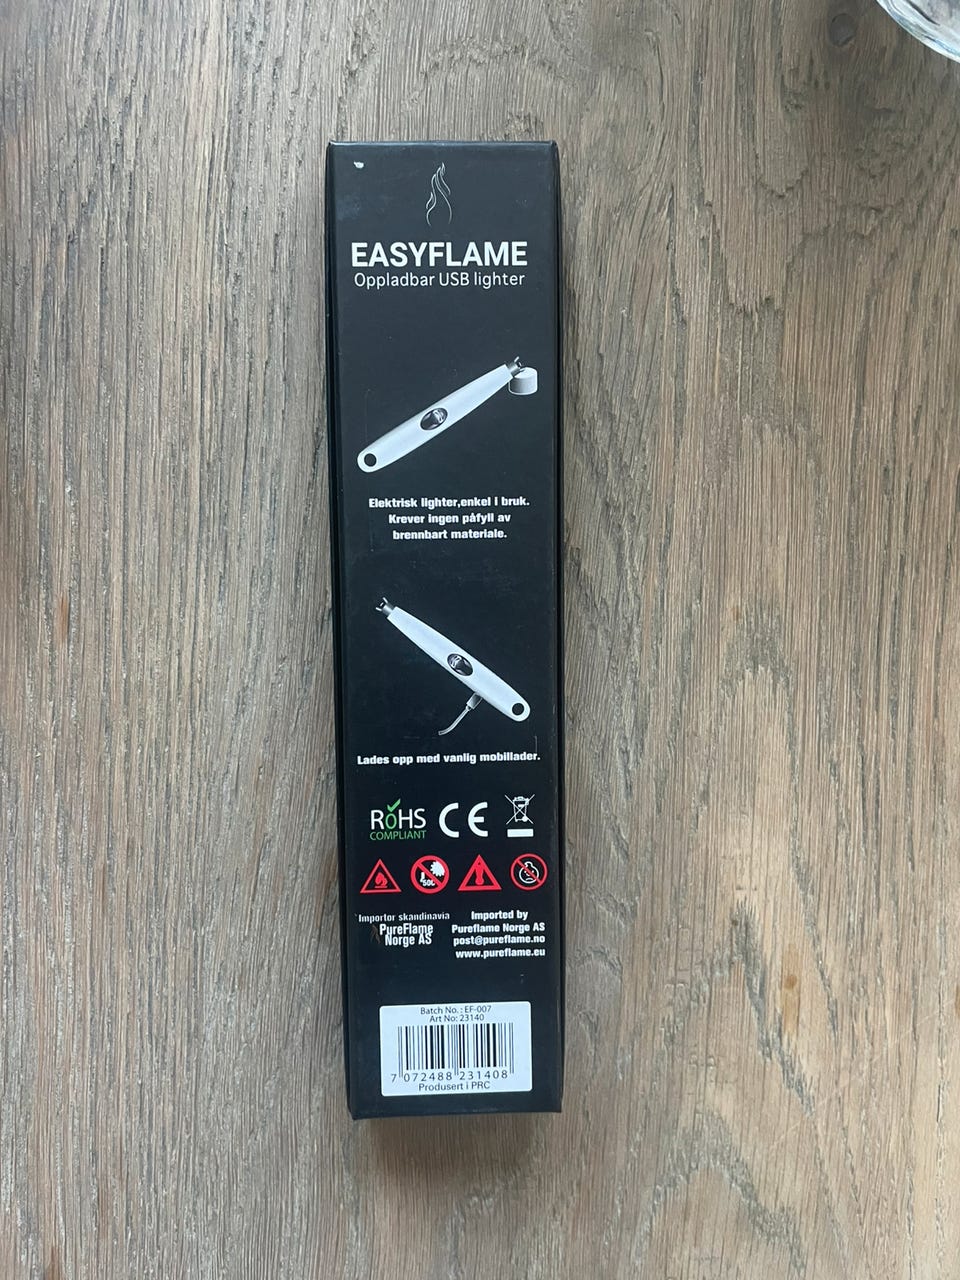 EASYFLAME
Oppladbar USB lighter
Elektrisk lighter,enkel i bruk.
Krever ingen påfyll av
brennbart materiale.
Lades opp med vanlig mobillader.
RoHS
COMPLIANT
CE
50C
Importør skandinavia
PureFlame
Norge AS
Imported by
Pureflame Norge AS
post@pureflame.no
www.pureflame.eu
Batch No. : EF-007
Art No: 23140
7 072488 231408
Produsert i PRC